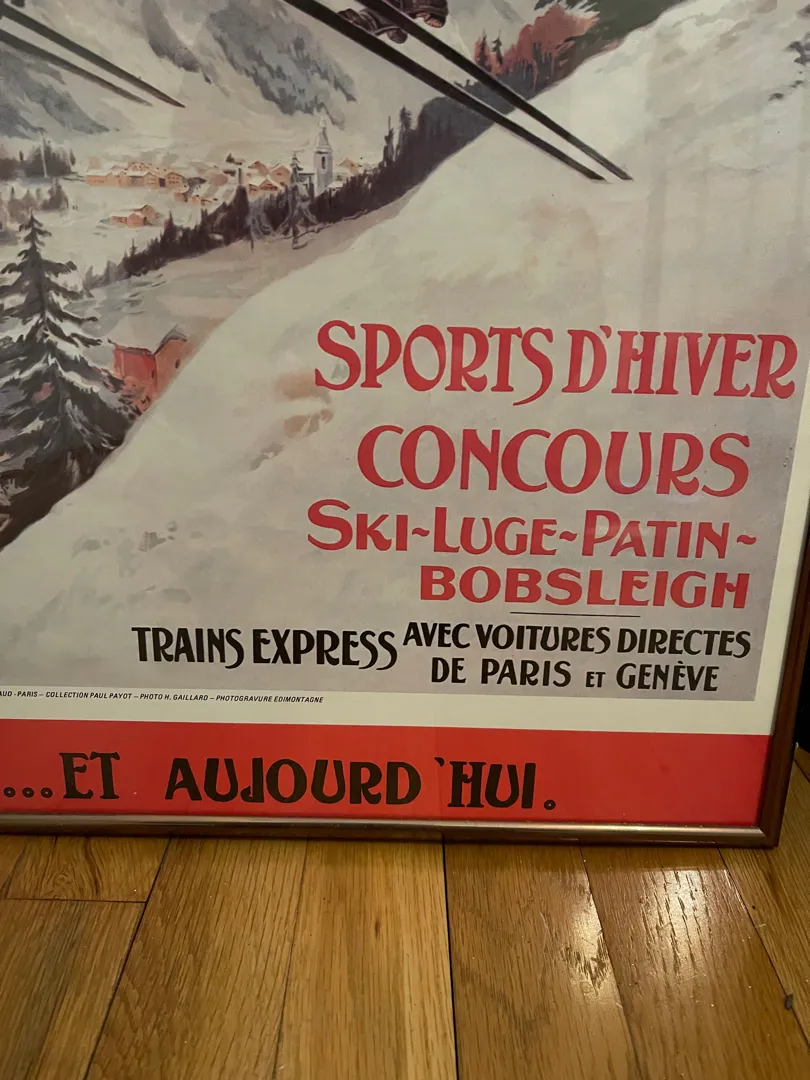 SPORTS D'HIVER
CONCOURS
SKI~LUGE~PATIN~
BOBSLEIGH
TRAINS EXPRESS AVEC VOITURES DIRECTES
DE PARIS ET GENÈVE
PARIS – COLLECTION PAUL PAYOT – PHOTO H. GAILLARD – PHOTOGRAVURE EDIMONTAGNE
...ET AUJOURD'HUI.